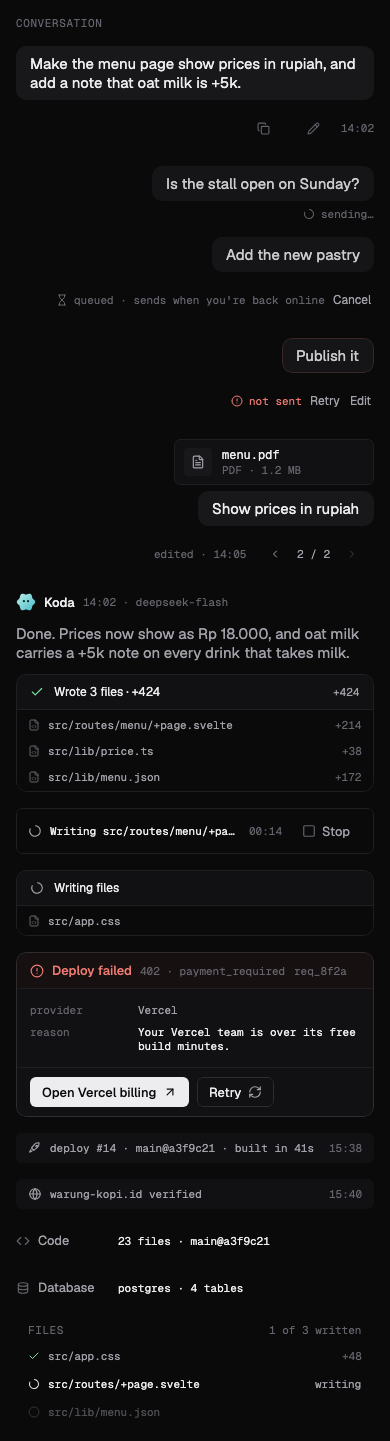 CONVERSATION
Make the menu page show prices in rupiah, and
add a note that oat milk is +5k.
14:02
Is the stall open on Sunday?
sending…
Add the new pastry
queued · sends when you're back online Cancel
Publish it
not sent Retry Edit
menu.pdf
PDF · 1.2 MB
Show prices in rupiah
edited · 14:05 2 / 2
Koda 14:02 · deepseek-flash
Done. Prices now show as Rp 18.000, and oat milk
carries a +5k note on every drink that takes milk.
Wrote 3 files · +424 +424
src/routes/menu/+page.svelte +214
src/lib/price.ts +38
src/lib/menu.json +172
Writing src/routes/menu/+pa… 00:14 Stop
Writing files
src/app.css
Deploy failed 402 · payment_required req_8f2a
provider Vercel
reason Your Vercel team is over its free
build minutes.
Open Vercel billing Retry
deploy #14 · main@a3f9c21 · built in 41s 15:38
warung-kopi.id verified 15:40
Code 23 files · main@a3f9c21
Database postgres · 4 tables
FILES 1 of 3 written
src/app.css +48
src/routes/+page.svelte writing
src/lib/menu.json